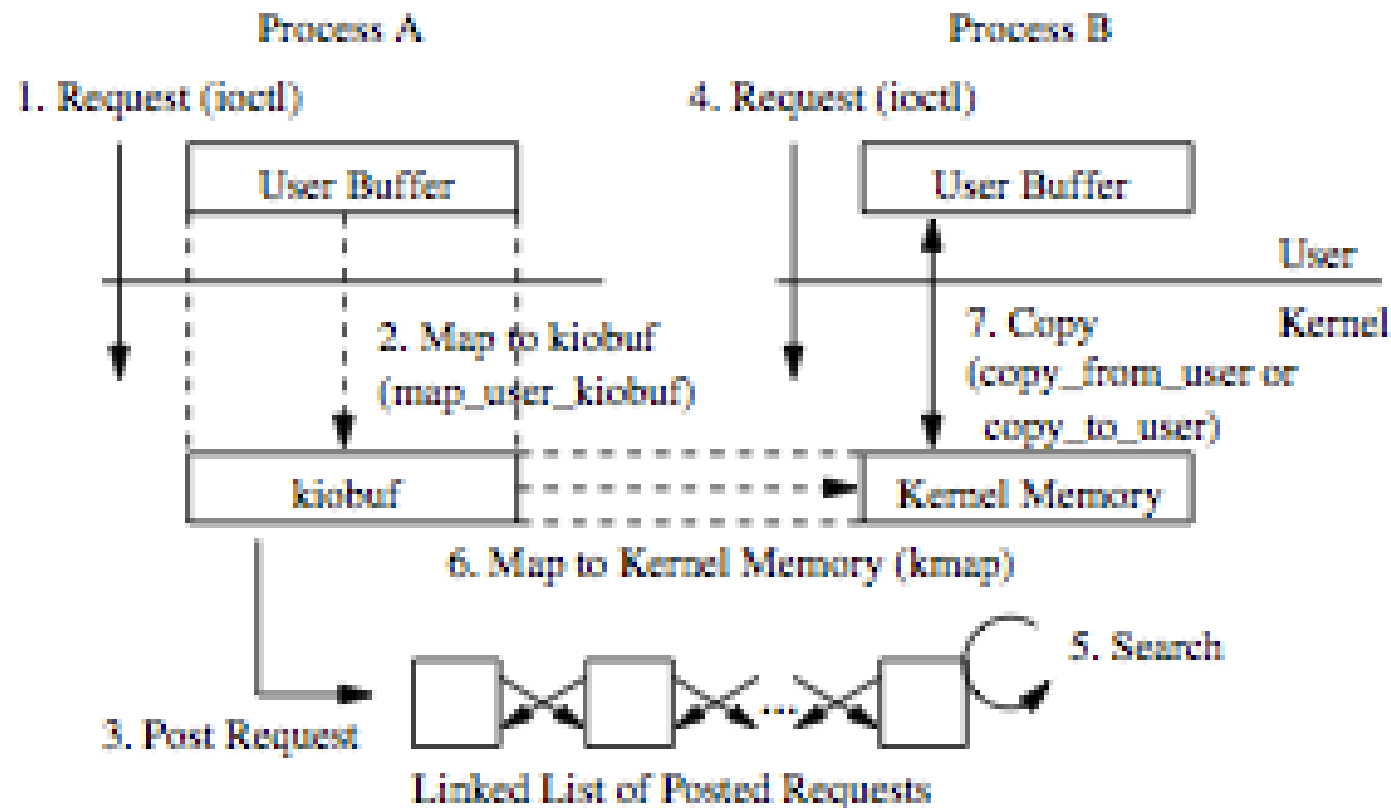 Process A
Process B
1. Request (ioctl)
4. Request (ioctl)
User Buffer
User Buffer
User
Kernel
2. Map to kiobuf
(map_user_kiobuf)
7. Copy
(copy_from_user or
copy_to_user)
kiobuf
Kernel Memory
6. Map to Kernel Memory (kmap)
5. Search
3. Post Request
...
Linked List of Posted Requests